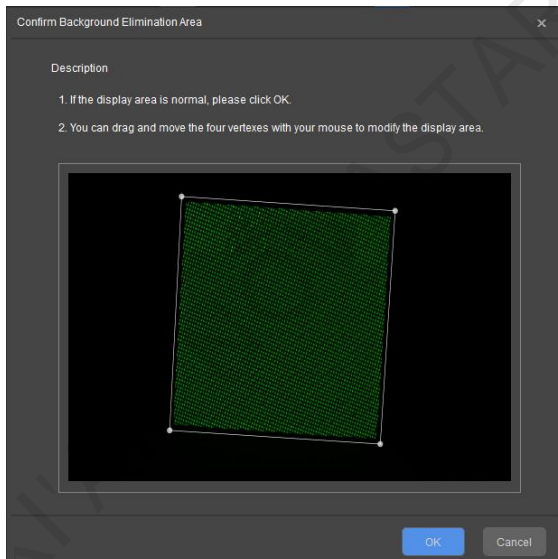 Confirm Background Elimination Area
Description
1. If the display area is normal, please click OK.
2. You can drag and move the four vertexes with your mouse to modify the display area.
OK
Cancel